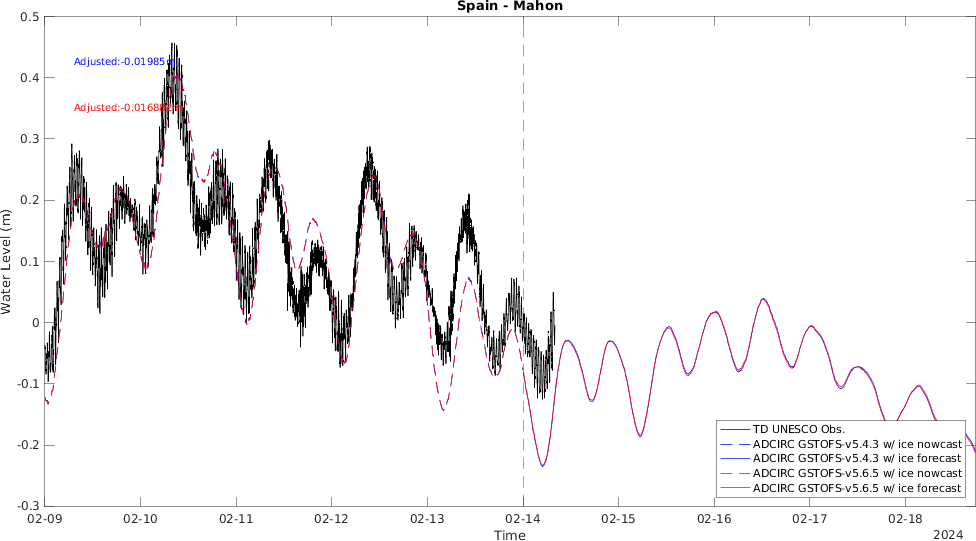 Spain - Mahon
0.5
0.4
0.3
0.2
0.1
0
-0.1
-0.2
-0.3
Water Level (m)
Adjusted:-0.01985
TD UNESCO Obs.
ADCIRC GSTOFS-v5.4.3 w/ ice nowcast
ADCIRC GSTOFS-v5.4.3 w/ ice forecast
ADCIRC GSTOFS-v5.6.5 w/ ice nowcast
ADCIRC GSTOFS-v5.6.5 w/ ice forecast
02-09 02-10 02-11 02-12 02-13 02-14 02-15 02-16 02-17 02-18
Time
2024